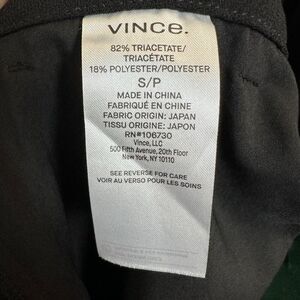 VINCE.
82% TRIACETATE/
TRIACÉTATE
18% POLYESTER/POLYESTER
S/P
MADE IN CHINA
FABRIQUÉ EN CHINE
FABRIC ORIGIN: JAPAN
TISSU ORIGINE: JAPON
RN#106730
Vince, LLC
500 Fifth Avenue, 20th Floor
New York, NY 10110
SEE REVERSE FOR CARE
VOIR AU VERSO POUR LES SOINS